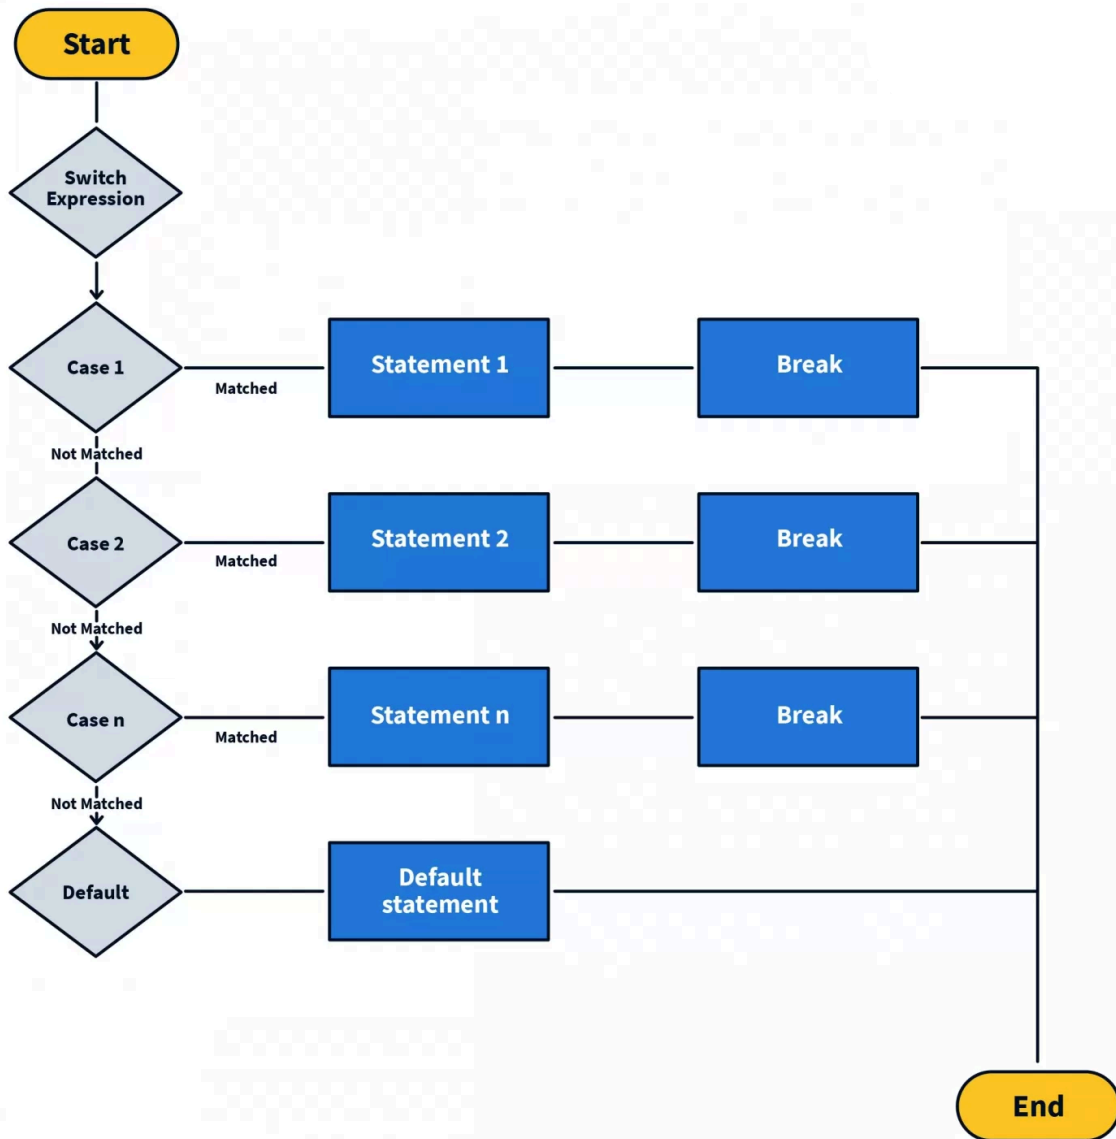 Start
Switch
Expression
Case 1
Matched
Statement 1
Break
Not Matched
Case 2
Matched
Statement 2
Break
Not Matched
Case n
Matched
Statement n
Break
Not Matched
Default
Default
statement
End